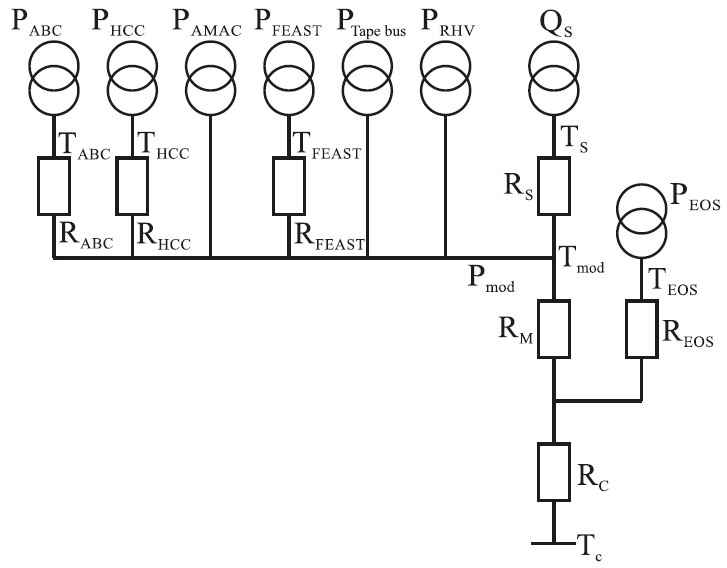 P_ABC P_HCC P_AMAC P_FEAST P_Tape bus P_RHV Q_S
T_ABC T_HCC T_FEAST T_S
R_S P_EOS
R_ABC R_HCC R_FEAST
P_mod T_mod T_EOS
R_M R_EOS
R_C
T_c